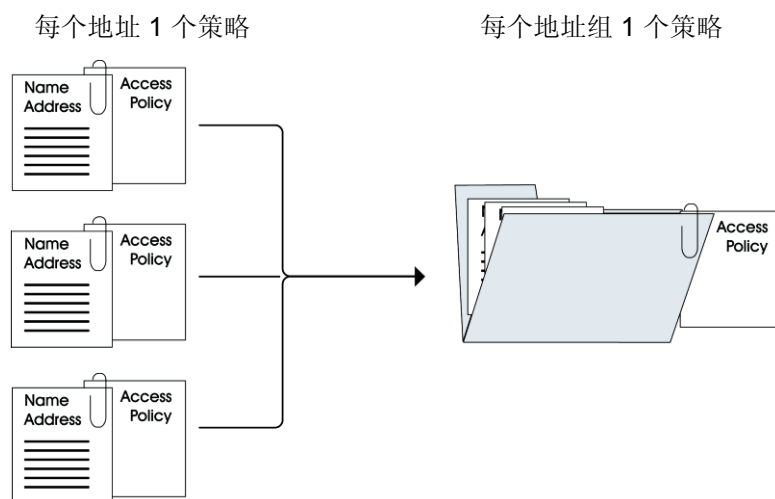 每个地址 1 个策略
每个地址组 1 个策略
Name
Address
Access
Policy
Name
Address
Access
Policy
Name
Address
Access
Policy
Access
Policy